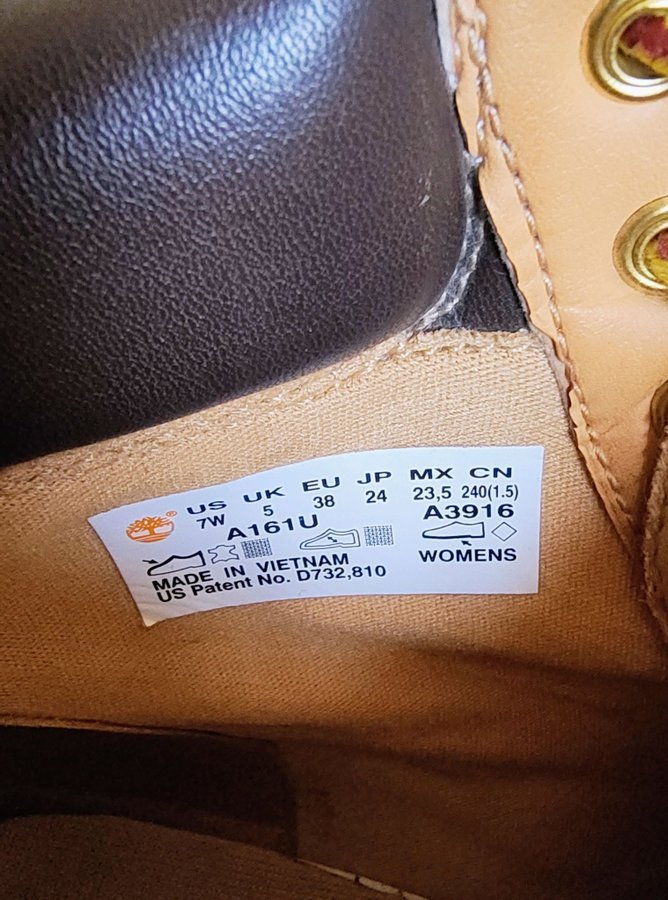 US UK EU JP MX CN
7W 5 38 24 23,5 240(1.5)
A161U A3916
WOMENS
MADE IN VIETNAM
US Patent No. D732,810
®